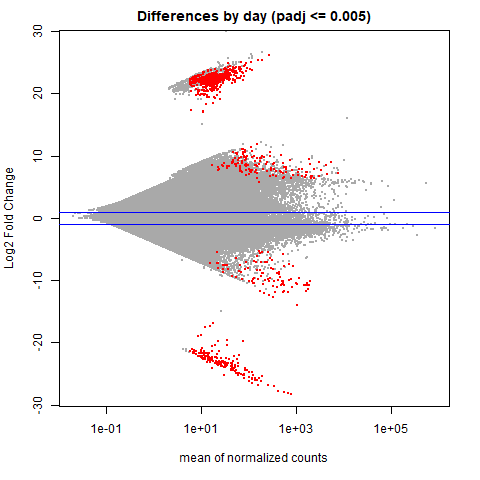 Differences by day (padj <= 0.005)
Log2 Fold Change
30
20
10
0
-10
-20
-30
1e-01
1e+01
1e+03
1e+05
mean of normalized counts